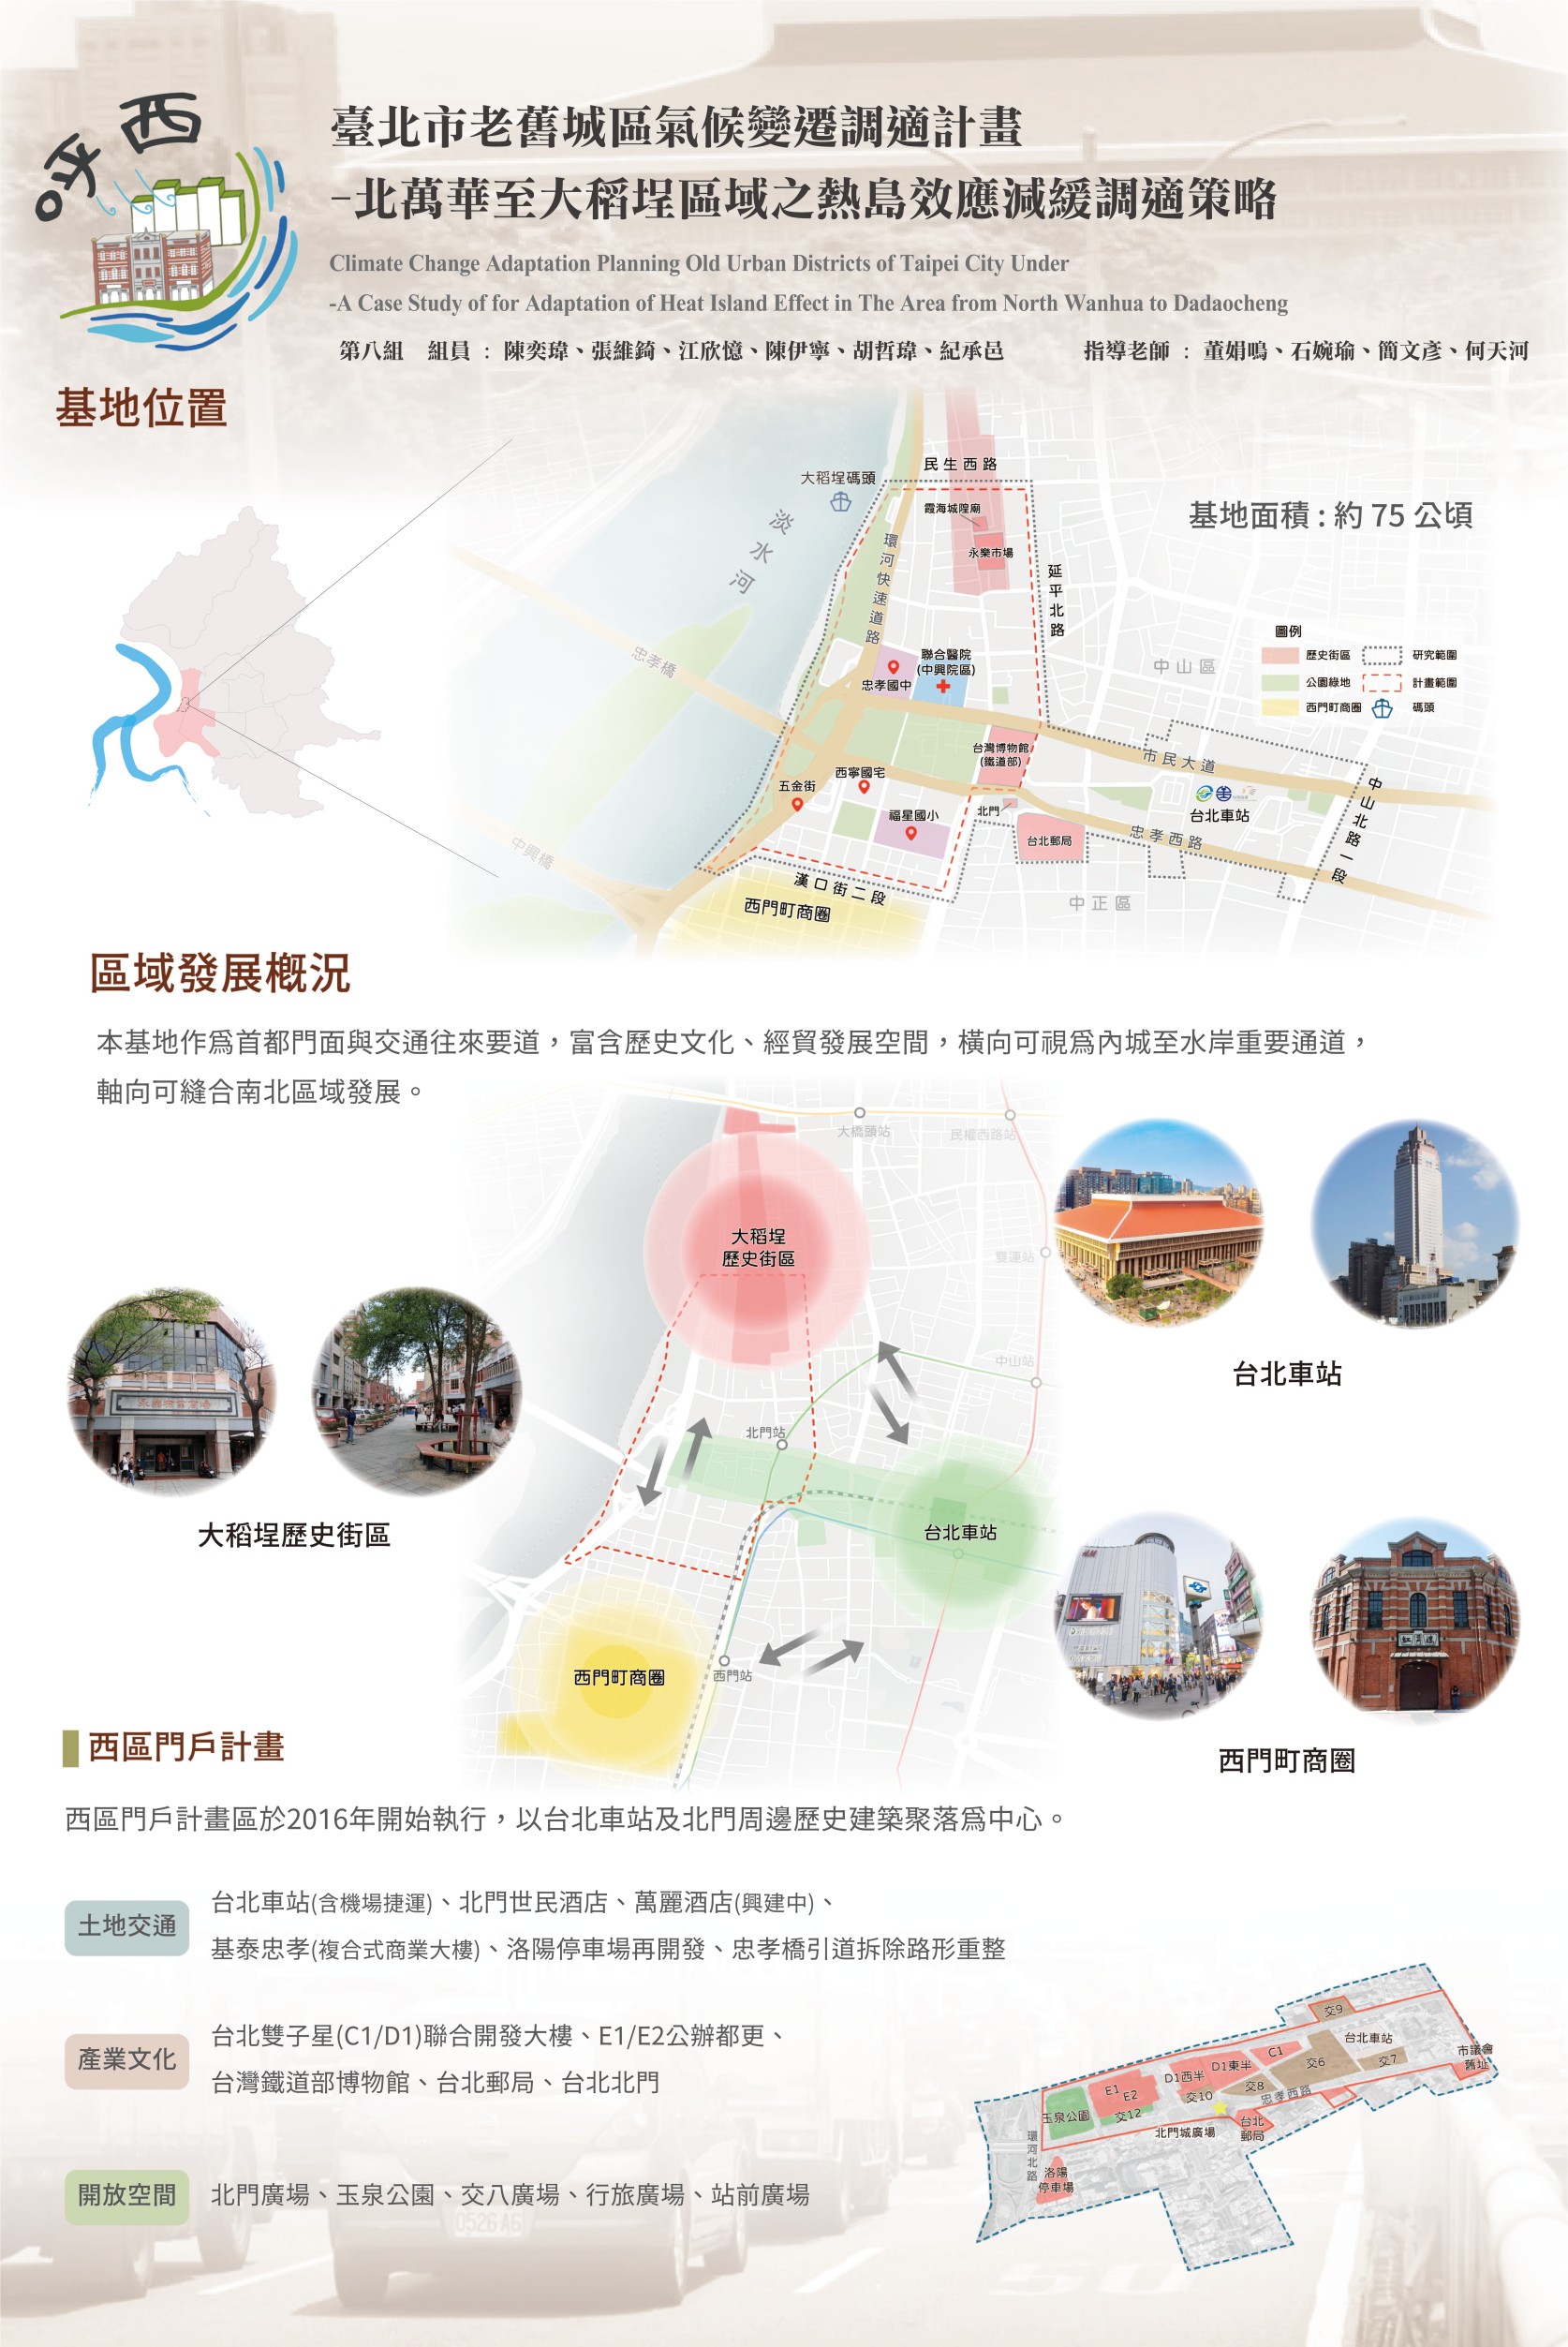 呼西
臺北市老舊城區氣候變遷調適計畫
-北萬華至大稻埕區域之熱島效應減緩調適策略
Climate Change Adaptation Planning Old Urban Districts of Taipei City Under
-A Case Study of for Adaptation of Heat Island Effect in The Area from North Wanhua to Dadaocheng
第八組 組員 : 陳奕瑋、張維錡、江欣憶、陳伊寧、胡哲瑋、紀承邑 指導老師 : 董娟鳴、石婉瑜、簡文彥、何天河
基地位置
基地面積 : 約 75 公頃
民生西路
大稻埕碼頭
霞海城隍廟
淡水河
環河快速道路
永樂市場
延平北路
圖例
歷史街區
研究範圍
公園綠地
計畫範圍
西門町商圈
碼頭
忠孝橋
聯合醫院
(中興院區)
忠孝國中
中山區
台灣博物館
(鐵道部)
市民大道
西寧國宅
五金街
福星國小
北門
台北車站
中山北路一段
台北郵局
忠孝西路
中興橋
漢口街二段
西門町商圈
中正區
區域發展概況
本基地作為首都門面與交通往來要道，富含歷史文化、經貿發展空間，橫向可視為內城至水岸重要通道，
軸向可縫合南北區域發展。
大橋頭站
民權西路站
大稻埕
歷史街區
雙連站
中山站
北門站
台北車站
西門町商圈
西門站
台北車站
永樂市場
大稻埕歷史街區
紅樓
西門町商圈
西區門戶計畫
西區門戶計畫區於2016年開始執行，以台北車站及北門周邊歷史建築聚落為中心。
土地交通
台北車站(含機場捷運)、北門世民酒店、萬麗酒店(興建中)、
基泰忠孝(複合式商業大樓)、洛陽停車場再開發、忠孝橋引道拆除路形重整
產業文化
台北雙子星(C1/D1)聯合開發大樓、E1/E2公辦都更、
台灣鐵道部博物館、台北郵局、台北北門
開放空間
北門廣場、玉泉公園、交八廣場、行旅廣場、站前廣場
交9
台北車站
市議會
舊址
C1
交6
交7
D1東半
D1西半
交8
交10
忠孝西路
E1
E2
交12
玉泉公園
台北
郵局
北門城廣場
環河北路
洛陽
停車場
0526 AG
50